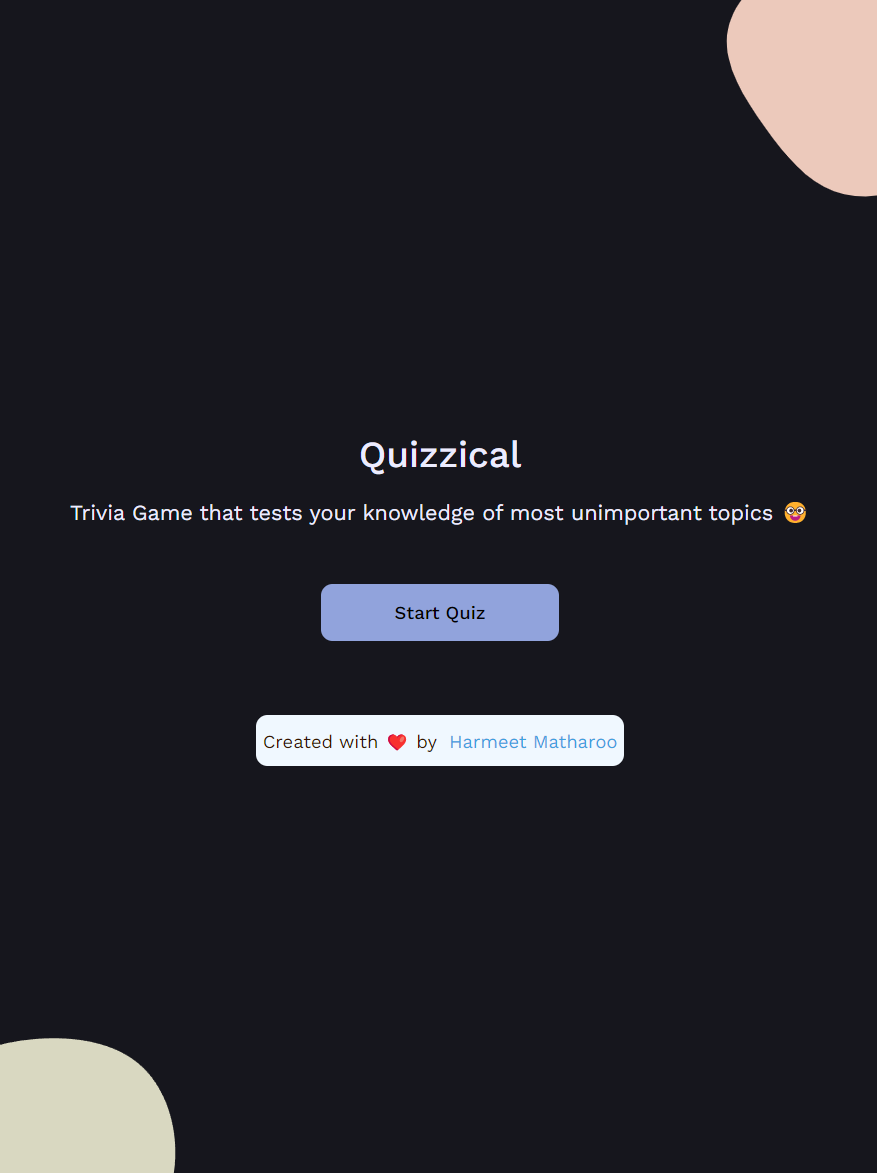 Quizzical
Trivia Game that tests your knowledge of most unimportant topics 🥸
Start Quiz
Created with ❤️ by Harmeet Matharoo